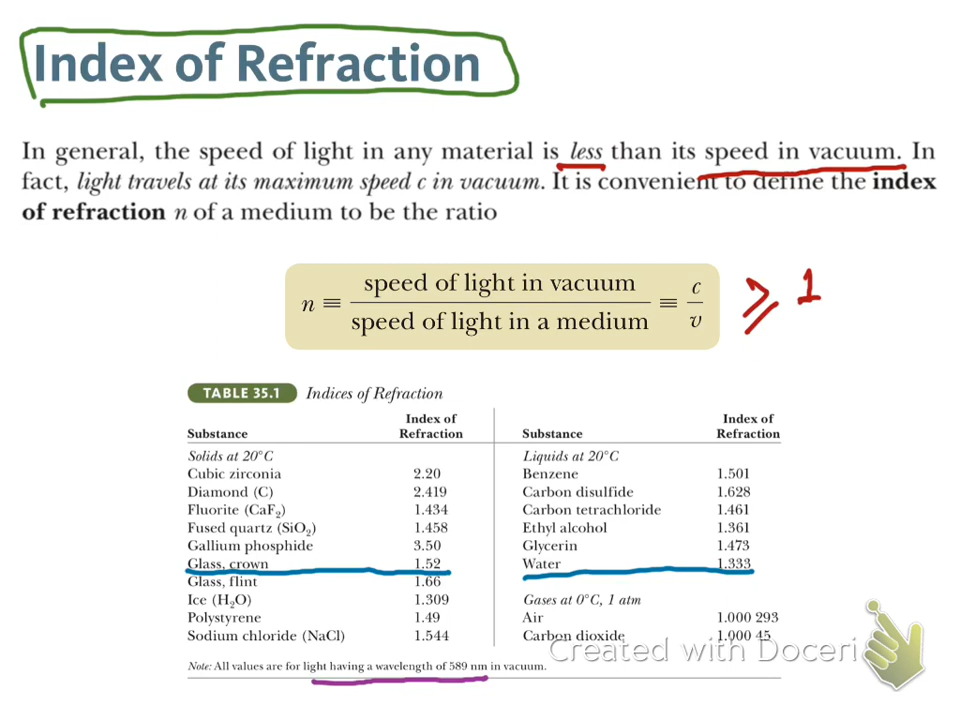 Index of Refraction
In general, the speed of light in any material is less than its speed in vacuum. In
fact, light travels at its maximum speed c in vacuum. It is convenient to define the index
of refraction n of a medium to be the ratio
n ≡ speed of light in vacuum / speed of light in a medium ≡ c / v ⩾ 1
TABLE 35.1 Indices of Refraction
Substance Index of Refraction Substance Index of Refraction
Solids at 20°C Liquids at 20°C
Cubic zirconia 2.20 Benzene 1.501
Diamond (C) 2.419 Carbon disulfide 1.628
Fluorite (CaF₂) 1.434 Carbon tetrachloride 1.461
Fused quartz (SiO₂) 1.458 Ethyl alcohol 1.361
Gallium phosphide 3.50 Glycerin 1.473
Glass, crown 1.52 Water 1.333
Glass, flint 1.66
Ice (H₂O) 1.309 Gases at 0°C, 1 atm
Polystyrene 1.49 Air 1.000 293
Sodium chloride (NaCl) 1.544 Carbon dioxide 1.000 45
Created with Doceri
Note: All values are for light having a wavelength of 589 nm in vacuum.